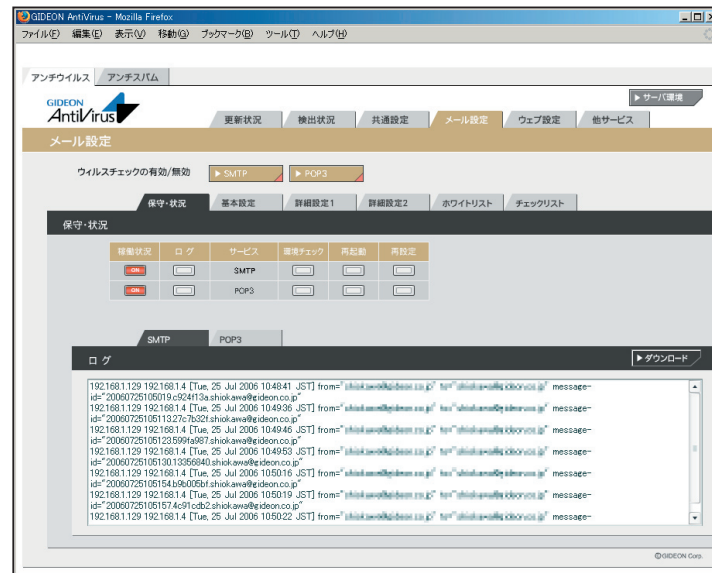 GIDEON AntiVirus - Mozilla Firefox
ファイル(F) 編集(E) 表示(V) 移動(G) ブックマーク(B) ツール(T) ヘルプ(H)
アンチウイルス アンチスパム
▶サーバ環境
GIDEON
AntiVirus
更新状況 検出状況 共通設定 メール設定 ウェブ設定 他サービス
メール設定
ウィルスチェックの有効/無効 ▶SMTP ▶POP3
保守・状況 基本設定 詳細設定1 詳細設定2 ホワイトリスト チェックリスト
保守・状況
稼働状況 ログ サービス 環境チェック 再起動 再設定
ON SMTP
ON POP3
SMTP POP3
ログ ▶ダウンロード
192.168.1.129 192.168.1.4 [Tue, 25 Jul 2006 10:48:41 JST] from=" " to=" " message-
id="20060725105019.c924f13a.shiokawa@gideon.co.jp"
192.168.1.129 192.168.1.4 [Tue, 25 Jul 2006 10:49:36 JST] from=" " to=" " message-
id="20060725105113.27c7b32f.shiokawa@gideon.co.jp"
192.168.1.129 192.168.1.4 [Tue, 25 Jul 2006 10:49:46 JST] from=" " to=" " message-
id="20060725105123.599fa987.shiokawa@gideon.co.jp"
192.168.1.129 192.168.1.4 [Tue, 25 Jul 2006 10:49:53 JST] from=" " to=" " message-
id="20060725105130.13356840.shiokawa@gideon.co.jp"
192.168.1.129 192.168.1.4 [Tue, 25 Jul 2006 10:50:16 JST] from=" " to=" " message-
id="20060725105154.b9b005bf.shiokawa@gideon.co.jp"
192.168.1.129 192.168.1.4 [Tue, 25 Jul 2006 10:50:19 JST] from=" " to=" " message-
id="20060725105157.4c91cdb2.shiokawa@gideon.co.jp"
192.168.1.129 192.168.1.4 [Tue, 25 Jul 2006 10:50:22 JST] from=" " to=" " message-
©GIDEON Corp.